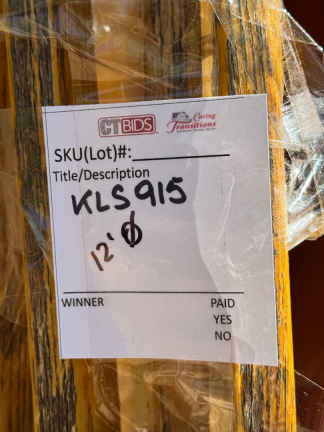 CTBIDS Caring Transitions
SKU(Lot)#:
Title/Description
KLS915
12' Ø
WINNER PAID
YES
NO